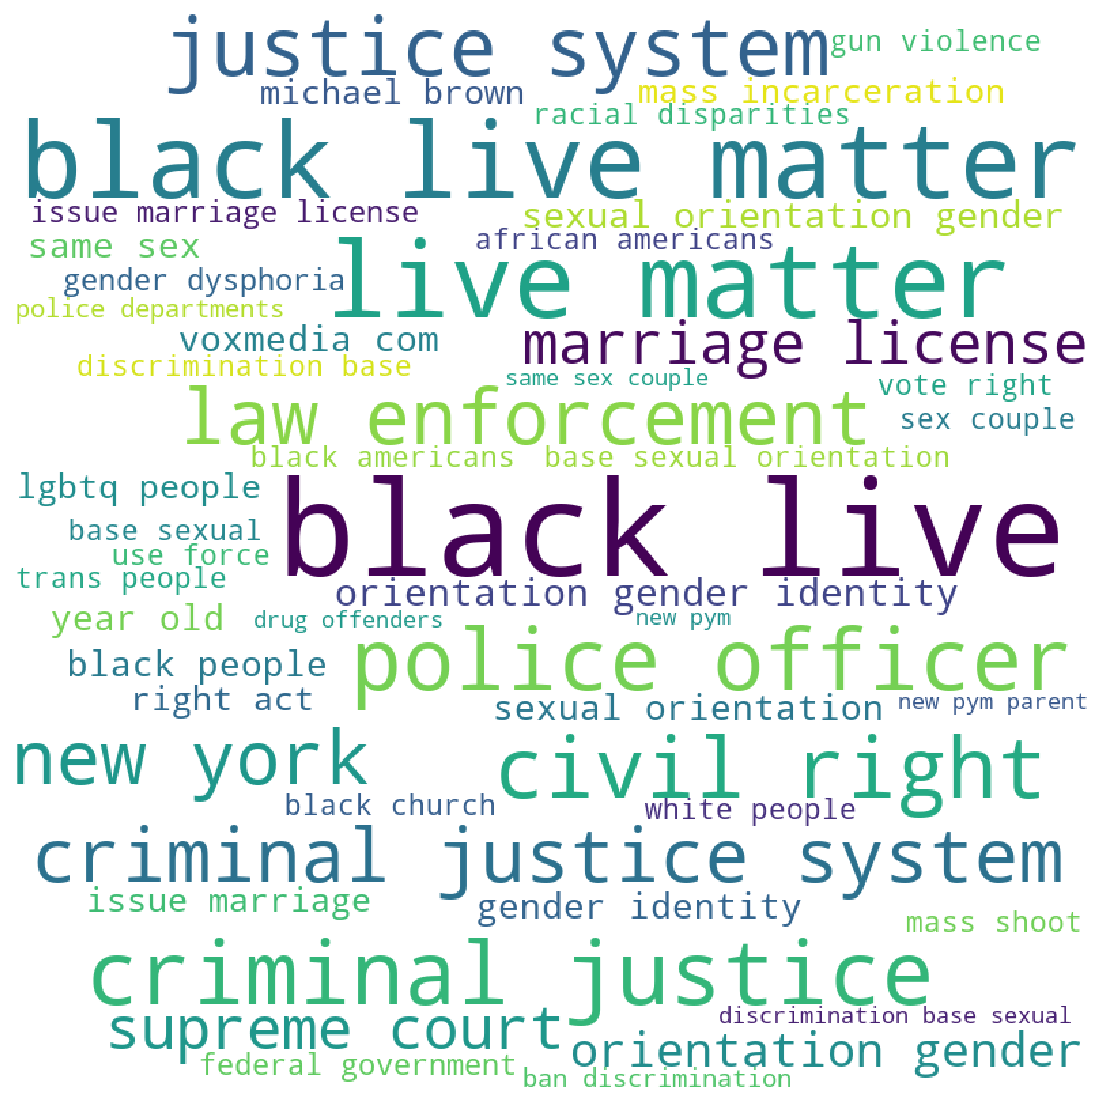 justice system
gun violence
michael brown
mass incarceration
racial disparities
black live matter
issue marriage license
sexual orientation gender
same sex
african americans
live matter
gender dysphoria
police departments
voxmedia com
marriage license
discrimination base
same sex couple
vote right
law enforcement
sex couple
black americans
base sexual orientation
lgbtq people
black live
base sexual
use force
trans people
orientation gender identity
year old
drug offenders
new pym
police officer
black people
right act
sexual orientation
new pym parent
new york
civil right
black church
white people
criminal justice system
issue marriage
gender identity
mass shoot
criminal justice
supreme court
discrimination base sexual
orientation gender
federal government
ban discrimination